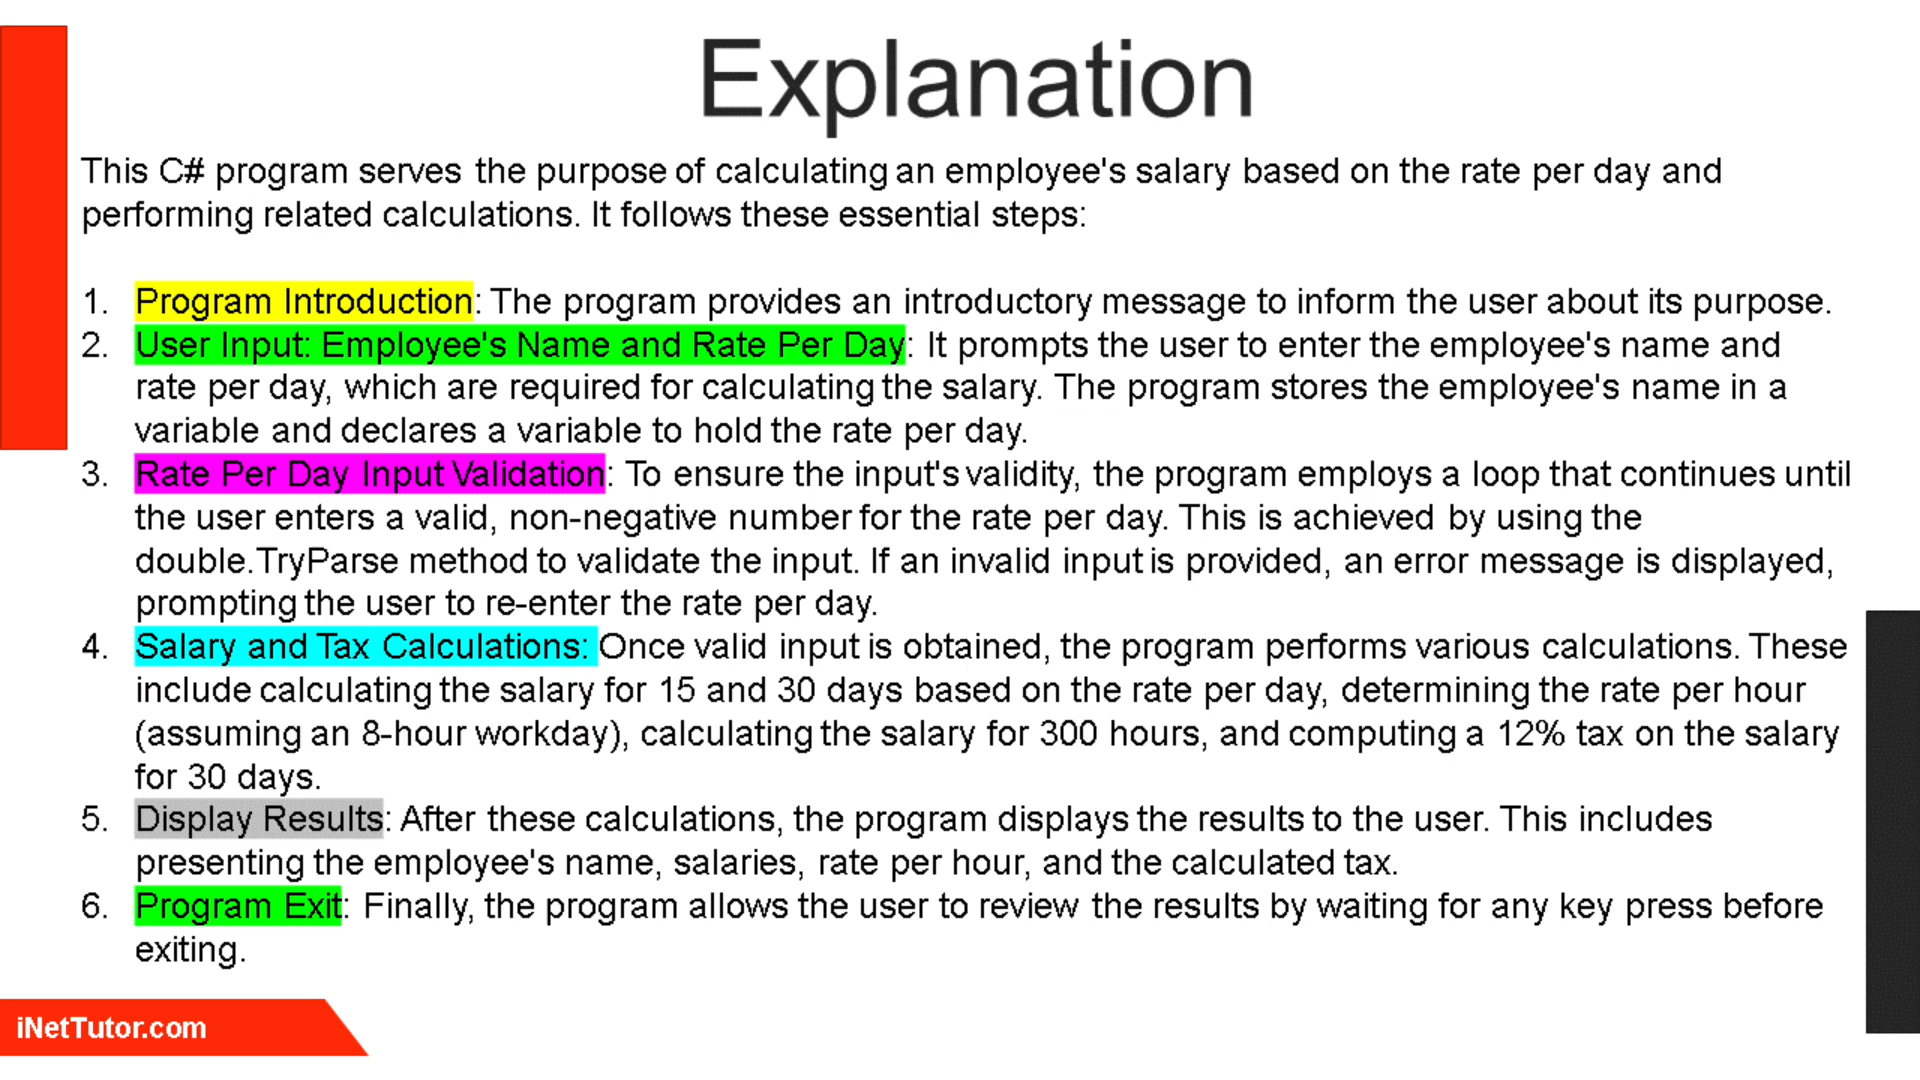 Explanation
This C# program serves the purpose of calculating an employee's salary based on the rate per day and
performing related calculations. It follows these essential steps:
1. Program Introduction: The program provides an introductory message to inform the user about its purpose.
2. User Input: Employee's Name and Rate Per Day: It prompts the user to enter the employee's name and
rate per day, which are required for calculating the salary. The program stores the employee's name in a
variable and declares a variable to hold the rate per day.
3. Rate Per Day Input Validation: To ensure the input's validity, the program employs a loop that continues until
the user enters a valid, non-negative number for the rate per day. This is achieved by using the
double.TryParse method to validate the input. If an invalid input is provided, an error message is displayed,
prompting the user to re-enter the rate per day.
4. Salary and Tax Calculations: Once valid input is obtained, the program performs various calculations. These
include calculating the salary for 15 and 30 days based on the rate per day, determining the rate per hour
(assuming an 8-hour workday), calculating the salary for 300 hours, and computing a 12% tax on the salary
for 30 days.
5. Display Results: After these calculations, the program displays the results to the user. This includes
presenting the employee's name, salaries, rate per hour, and the calculated tax.
6. Program Exit: Finally, the program allows the user to review the results by waiting for any key press before
exiting.
iNetTutor.com